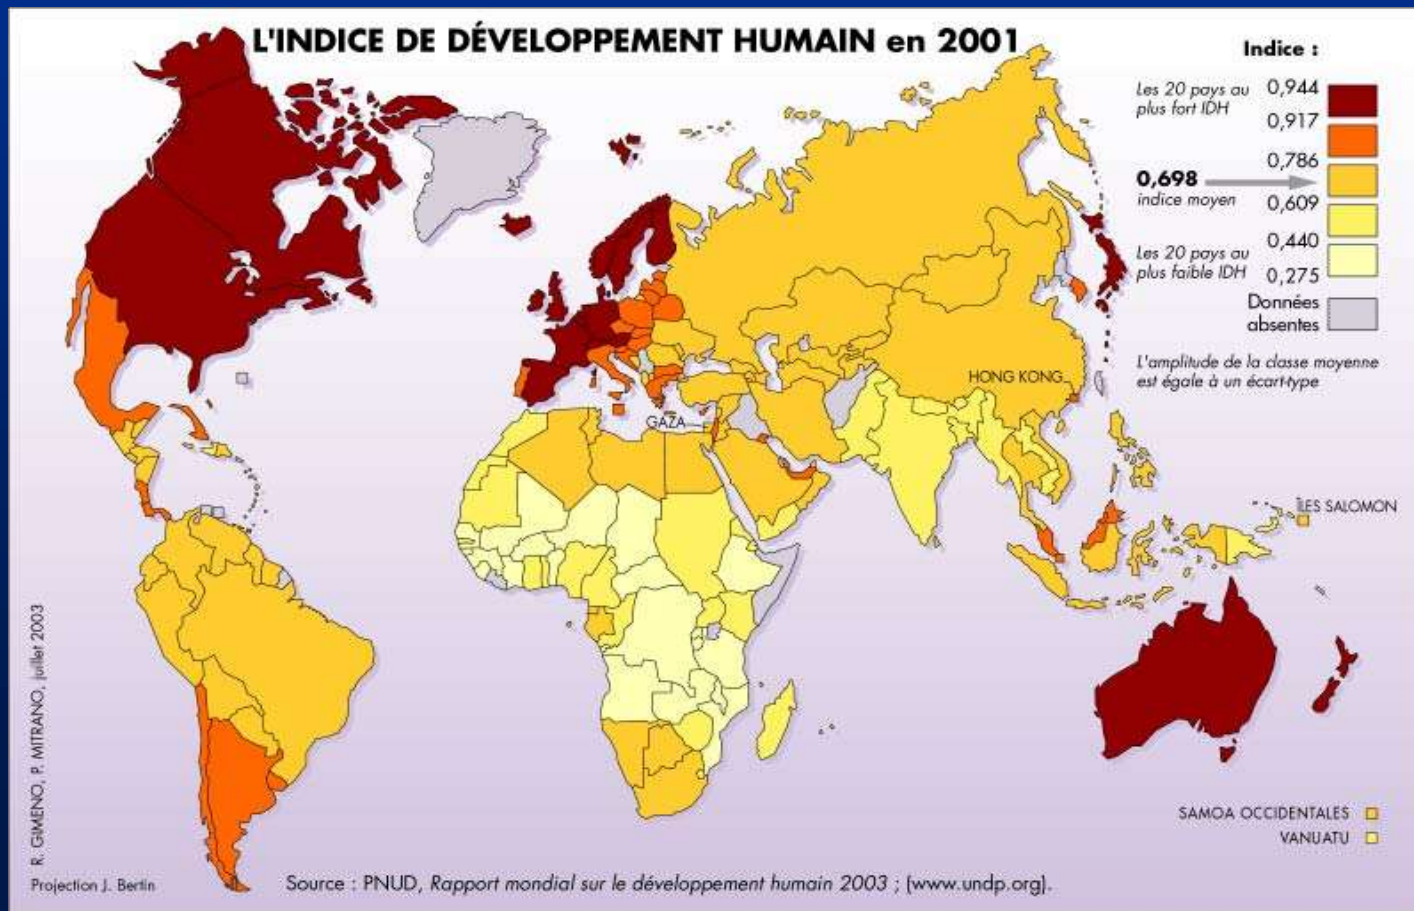 L'INDICE DE DÉVELOPPEMENT HUMAIN en 2001
Indice :
Les 20 pays au
plus fort IDH
0,944
0,917
0,786
0,698
indice moyen
0,609
0,440
Les 20 pays au
plus faible IDH
0,275
Données
absentes
L'amplitude de la classe moyenne
est égale à un écart-type
HONG KONG
GAZA
ÎLES SALOMON
SAMOA OCCIDENTALES
VANUATU
R. GIMENO, P. MITRANO, juillet 2003
Projection J. Bertin
Source : PNUD, Rapport mondial sur le développement humain 2003 ; (www.undp.org).